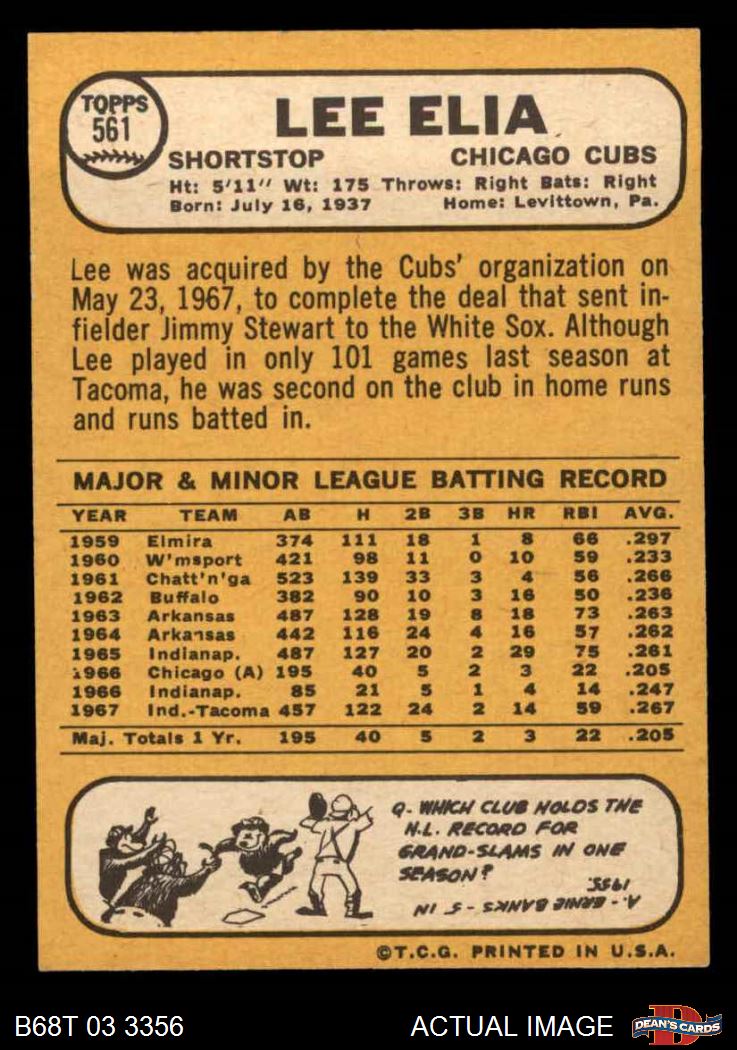 TOPPS
561
LEE ELIA
SHORTSTOP CHICAGO CUBS
Ht: 5'11" Wt: 175 Throws: Right Bats: Right
Born: July 16, 1937 Home: Levittown, Pa.
Lee was acquired by the Cubs' organization on
May 23, 1967, to complete the deal that sent in-
fielder Jimmy Stewart to the White Sox. Although
Lee played in only 101 games last season at
Tacoma, he was second on the club in home runs
and runs batted in.
MAJOR & MINOR LEAGUE BATTING RECORD
YEAR TEAM AB H 2B 3B HR RBI AVG.
1959 Elmira 374 111 18 1 8 66 .297
1960 W'msport 421 98 11 0 10 59 .233
1961 Chatt'n'ga 523 139 33 3 4 56 .266
1962 Buffalo 382 90 10 3 16 50 .236
1963 Arkansas 487 128 19 8 18 73 .263
1964 Arkansas 442 116 24 4 16 57 .262
1965 Indianap. 487 127 20 2 29 75 .261
1966 Chicago (A) 195 40 5 2 3 22 .205
1966 Indianap. 85 21 5 1 4 14 .247
1967 Ind.-Tacoma 457 122 24 2 14 59 .267
Maj. Totals 1 Yr. 195 40 5 2 3 22 .205
Q. WHICH CLUB HOLDS THE
N.L. RECORD FOR
GRAND-SLAMS IN ONE
SEASON?
A.- ERNIE BANKS - 5 IN
1955.
©T.C.G. PRINTED IN U.S.A.
B68T 03 3356 ACTUAL IMAGE DEAN'S CARDS